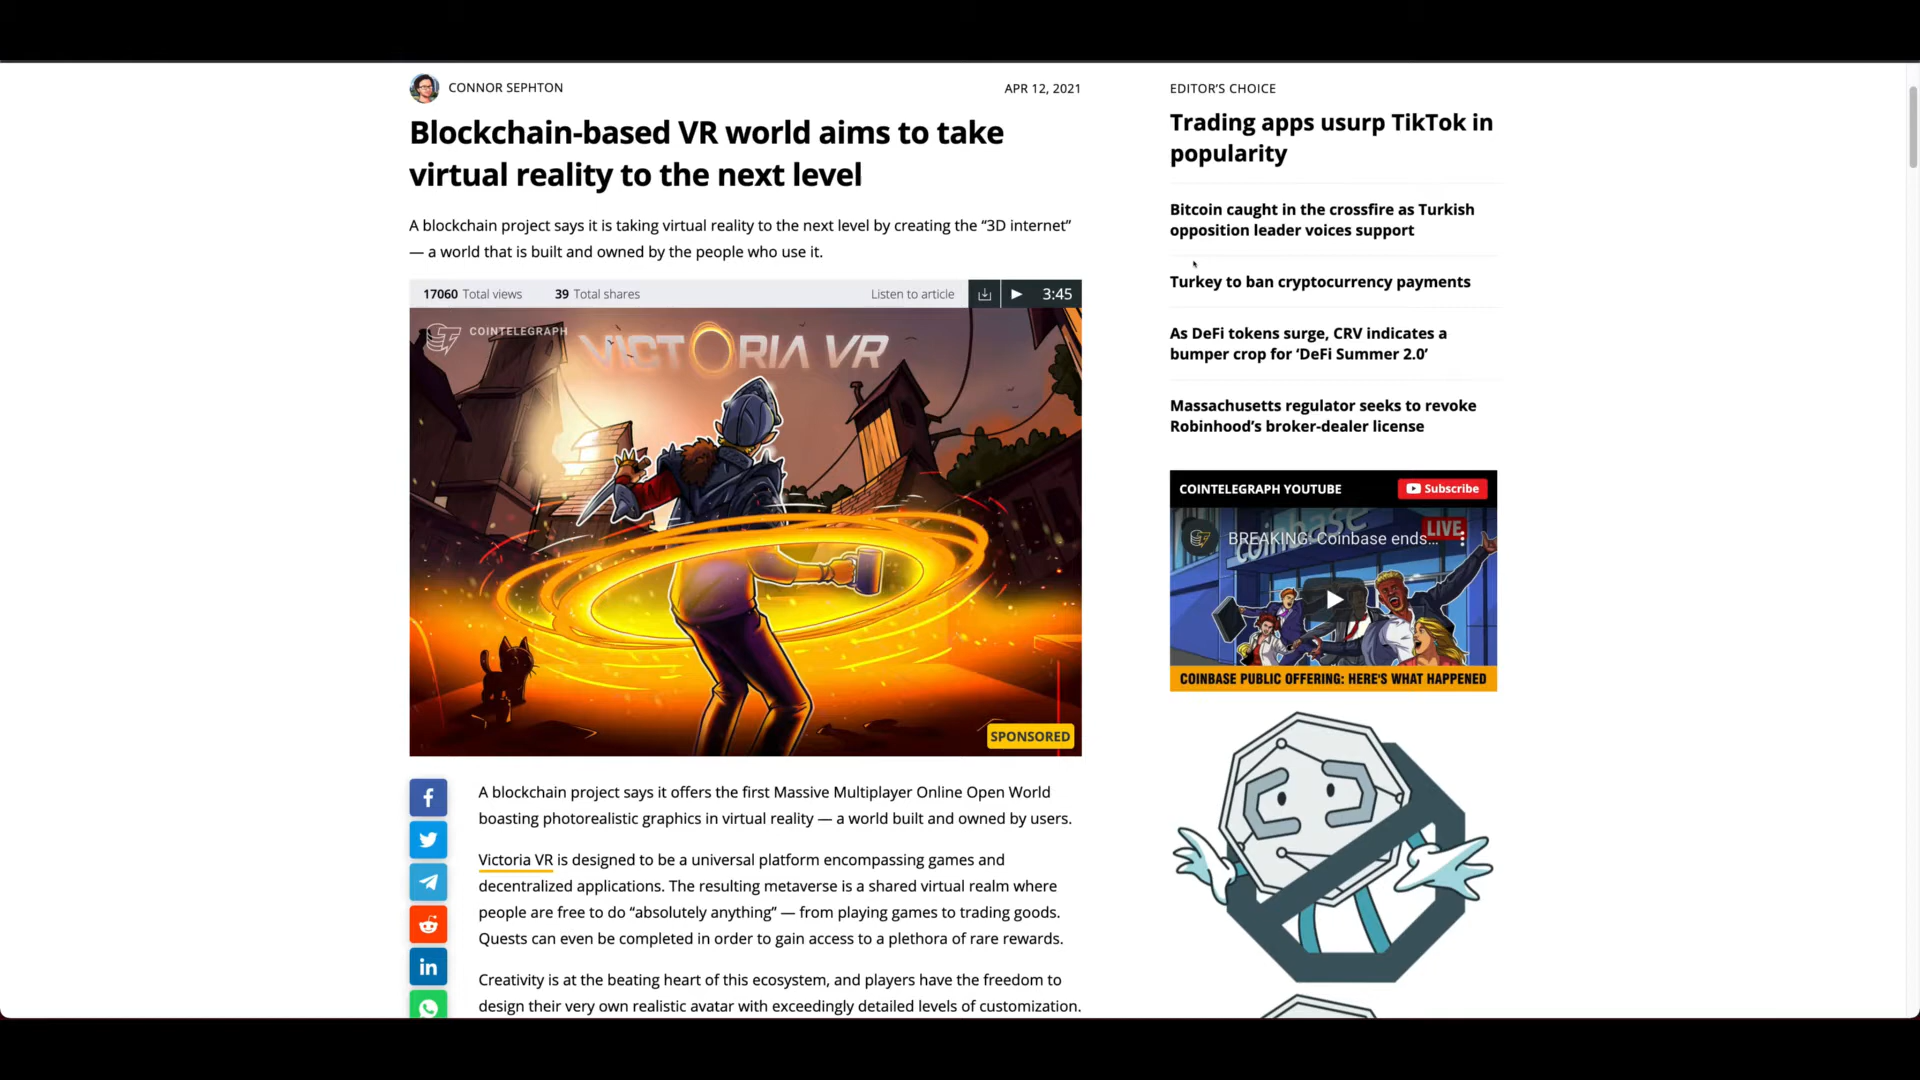 CONNOR SEPHTON
APR 12, 2021
Blockchain-based VR world aims to take
virtual reality to the next level
A blockchain project says it is taking virtual reality to the next level by creating the “3D internet”
— a world that is built and owned by the people who use it.
17060 Total views 39 Total shares Listen to article 3:45
COINTELEGRAPH
VICTORIA VR
SPONSORED
A blockchain project says it offers the first Massive Multiplayer Online Open World
boasting photorealistic graphics in virtual reality — a world built and owned by users.
Victoria VR is designed to be a universal platform encompassing games and
decentralized applications. The resulting metaverse is a shared virtual realm where
people are free to do “absolutely anything” — from playing games to trading goods.
Quests can even be completed in order to gain access to a plethora of rare rewards.
Creativity is at the beating heart of this ecosystem, and players have the freedom to
design their very own realistic avatar with exceedingly detailed levels of customization.
EDITOR’S CHOICE
Trading apps usurp TikTok in
popularity
Bitcoin caught in the crossfire as Turkish
opposition leader voices support
Turkey to ban cryptocurrency payments
As DeFi tokens surge, CRV indicates a
bumper crop for ‘DeFi Summer 2.0’
Massachusetts regulator seeks to revoke
Robinhood’s broker-dealer license
COINTELEGRAPH YOUTUBE
Subscribe
coinbase
LIVE
BREAKING: Coinbase ends...
COINBASE PUBLIC OFFERING: HERE'S WHAT HAPPENED